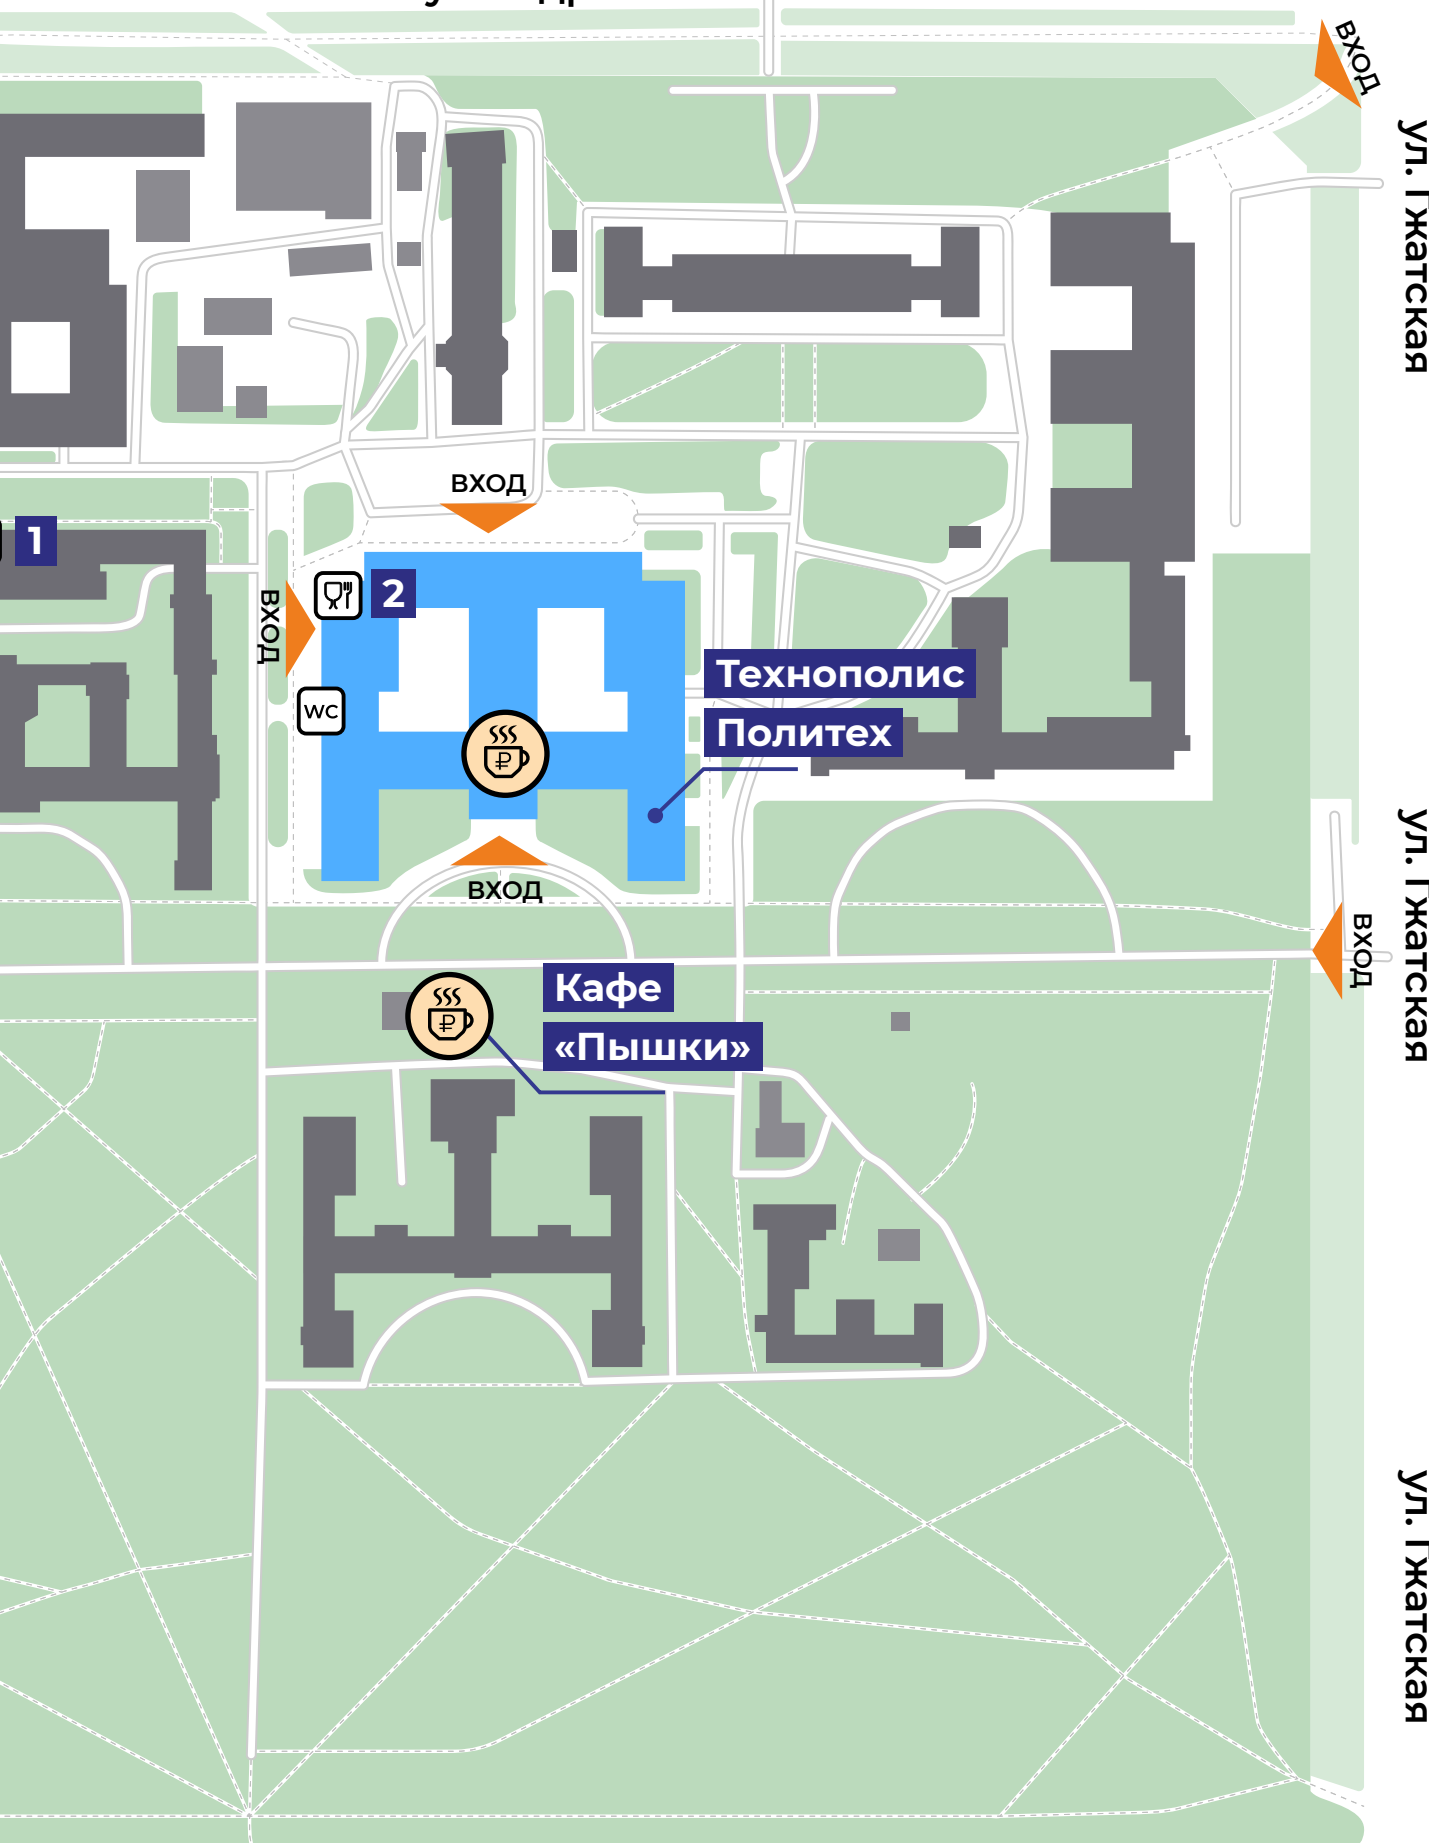 ВХОД
ул. Гжатская
ВХОД
1
2
ВХОД
WC
Технополис
Политех
ВХОД
ул. Гжатская
ВХОД
Кафе
«Пышки»
ул. Гжатская